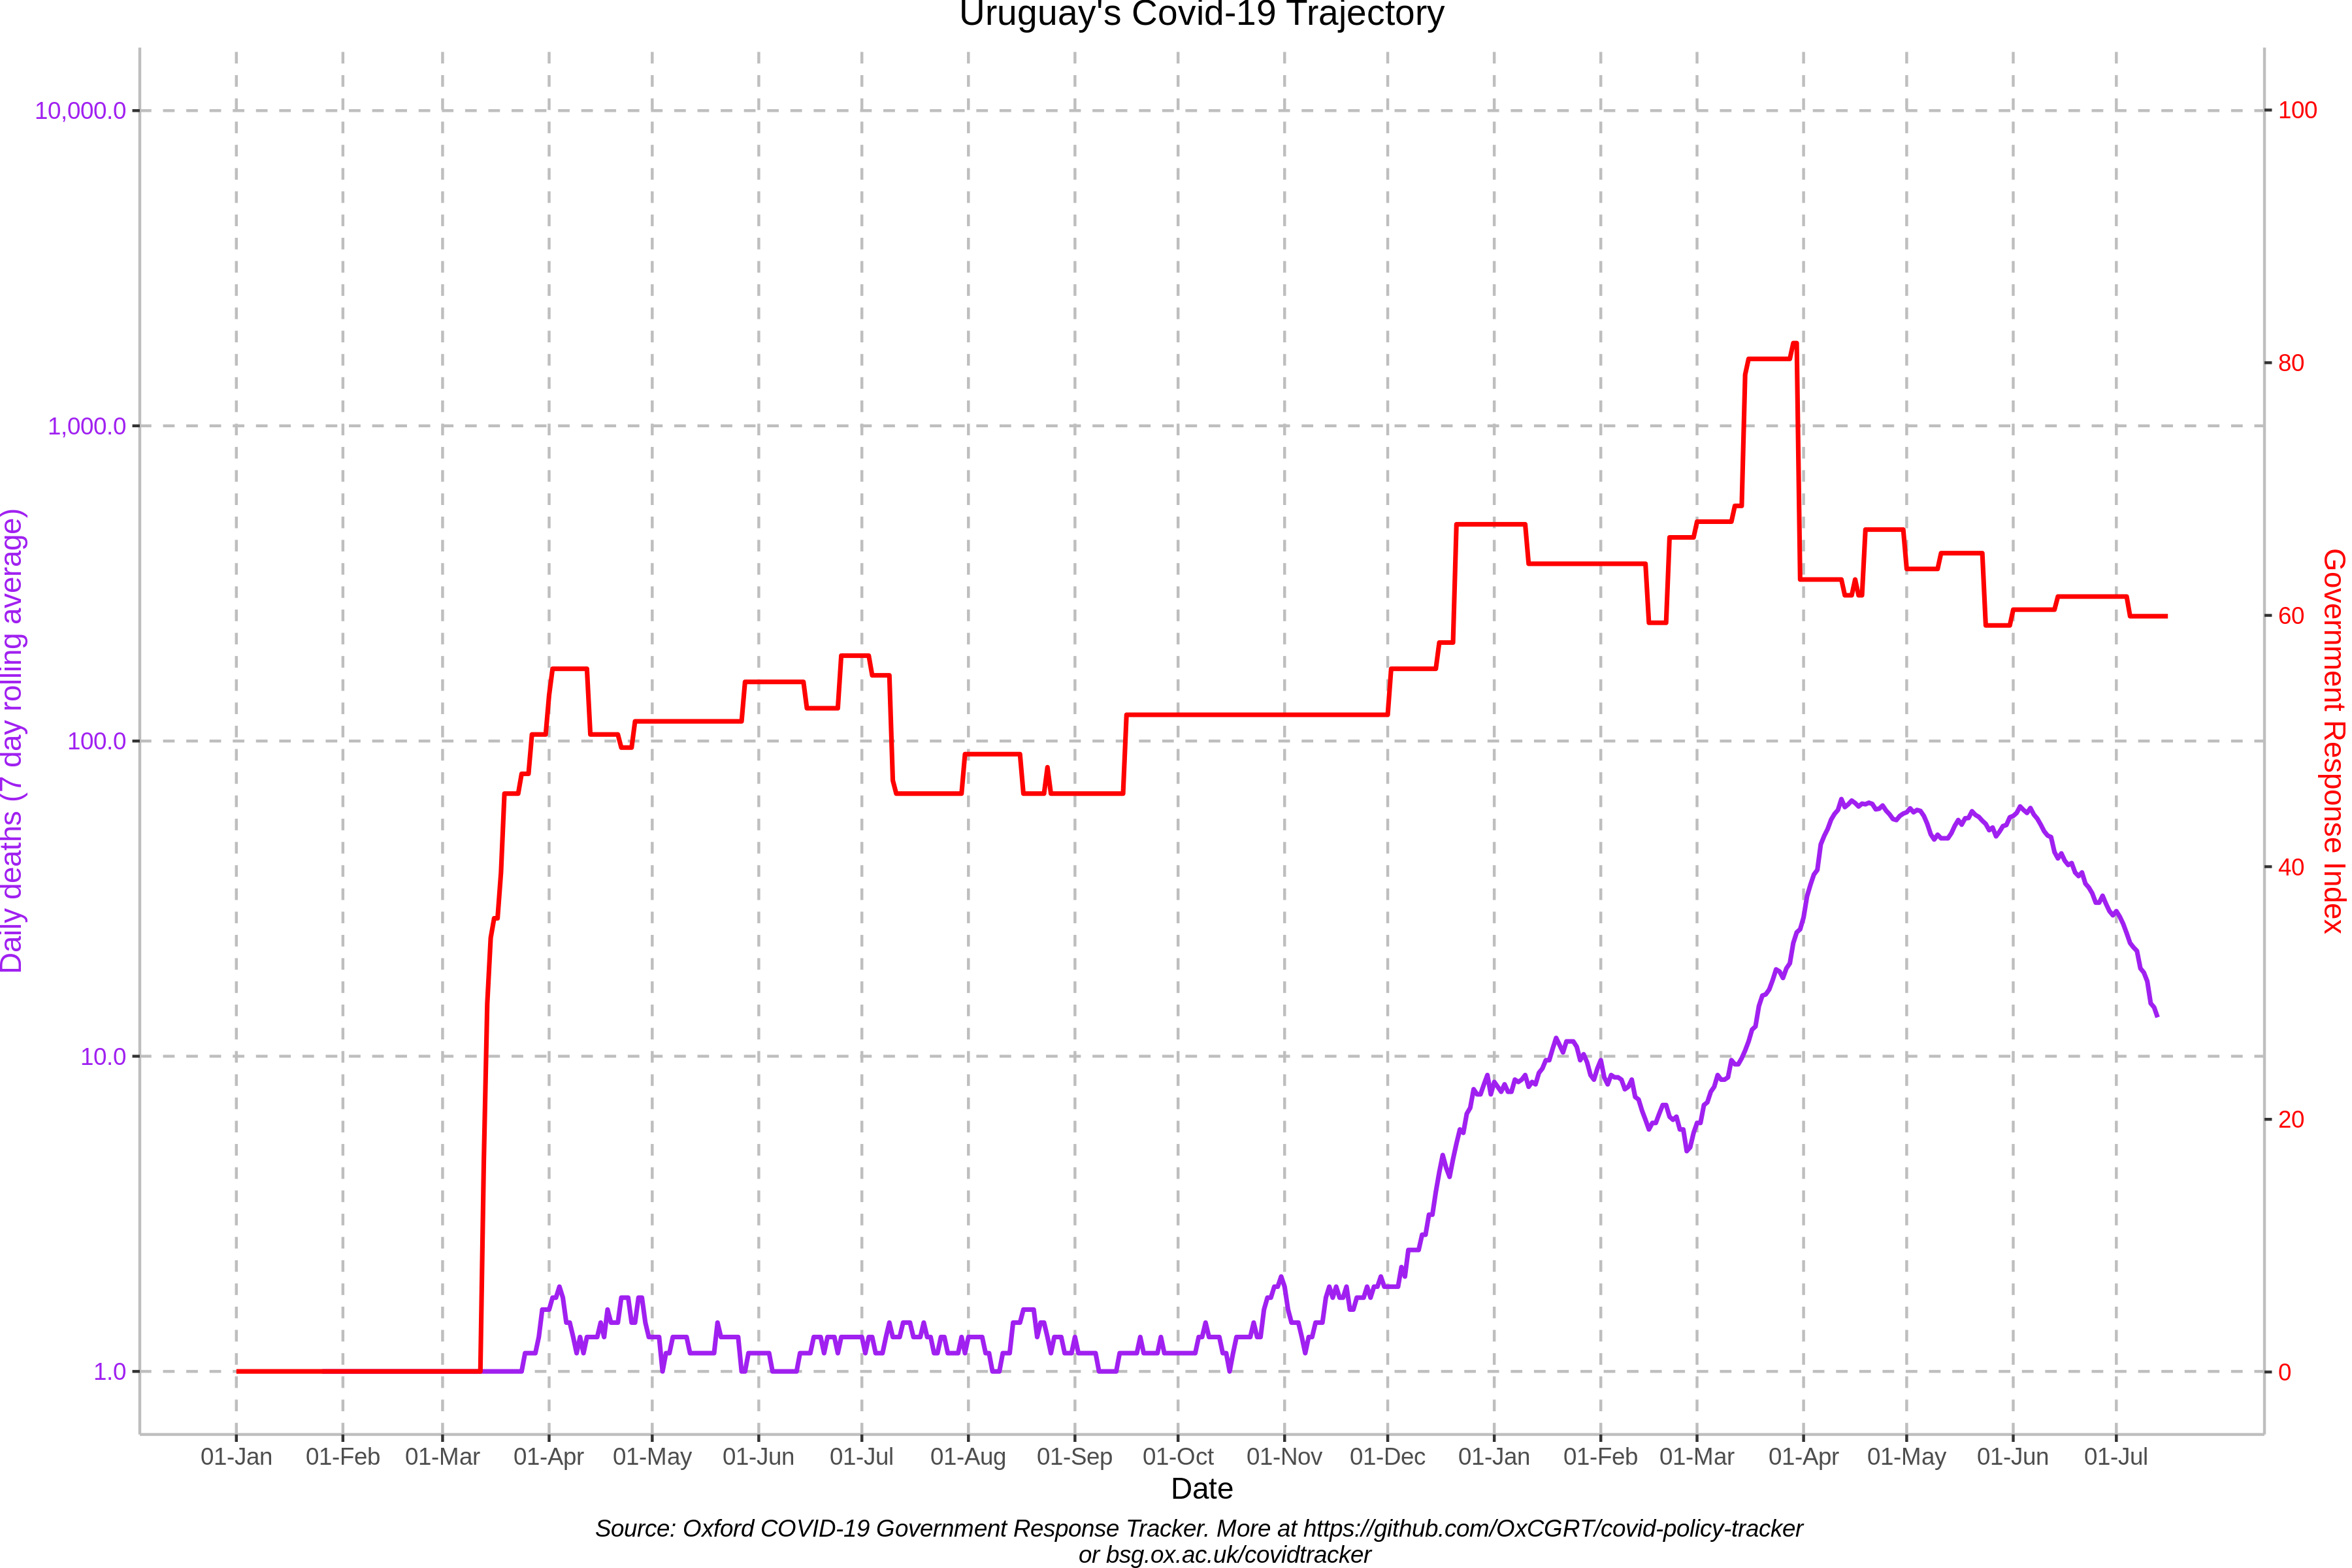 Uruguay's Covid-19 Trajectory
10,000.0
1,000.0
100.0
10.0
1.0
Daily deaths (7 day rolling average)
100
80
60
40
20
0
Government Response Index
01-Jan 01-Feb 01-Mar 01-Apr 01-May 01-Jun 01-Jul 01-Aug 01-Sep 01-Oct 01-Nov 01-Dec 01-Jan 01-Feb 01-Mar 01-Apr 01-May 01-Jun 01-Jul
Date
Source: Oxford COVID-19 Government Response Tracker. More at https://github.com/OxCGRT/covid-policy-tracker
or bsg.ox.ac.uk/covidtracker